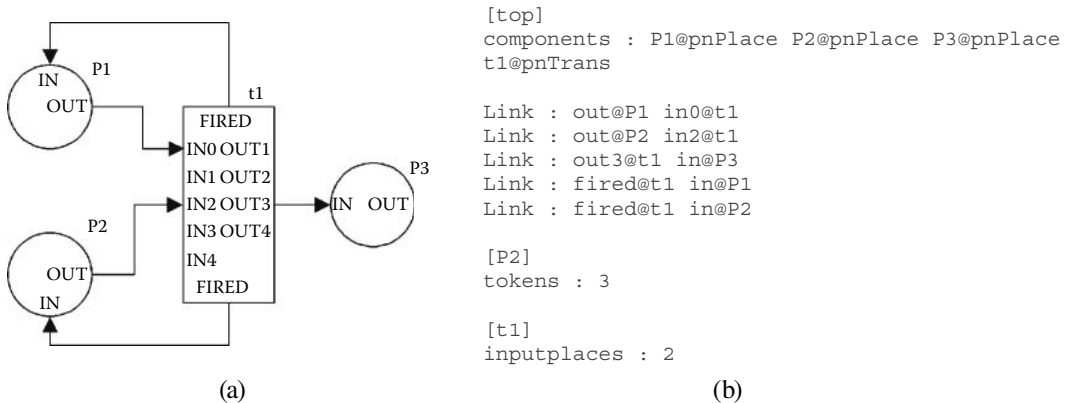 IN
P1
OUT
t1
FIRED
IN0 OUT1
IN1 OUT2
IN2 OUT3
IN3 OUT4
IN4
FIRED
P3
IN OUT
P2
OUT
IN
(a)
[top]
components : P1@pnPlace P2@pnPlace P3@pnPlace
t1@pnTrans
Link : out@P1 in0@t1
Link : out@P2 in2@t1
Link : out3@t1 in@P3
Link : fired@t1 in@P1
Link : fired@t1 in@P2
[P2]
tokens : 3
[t1]
inputplaces : 2
(b)